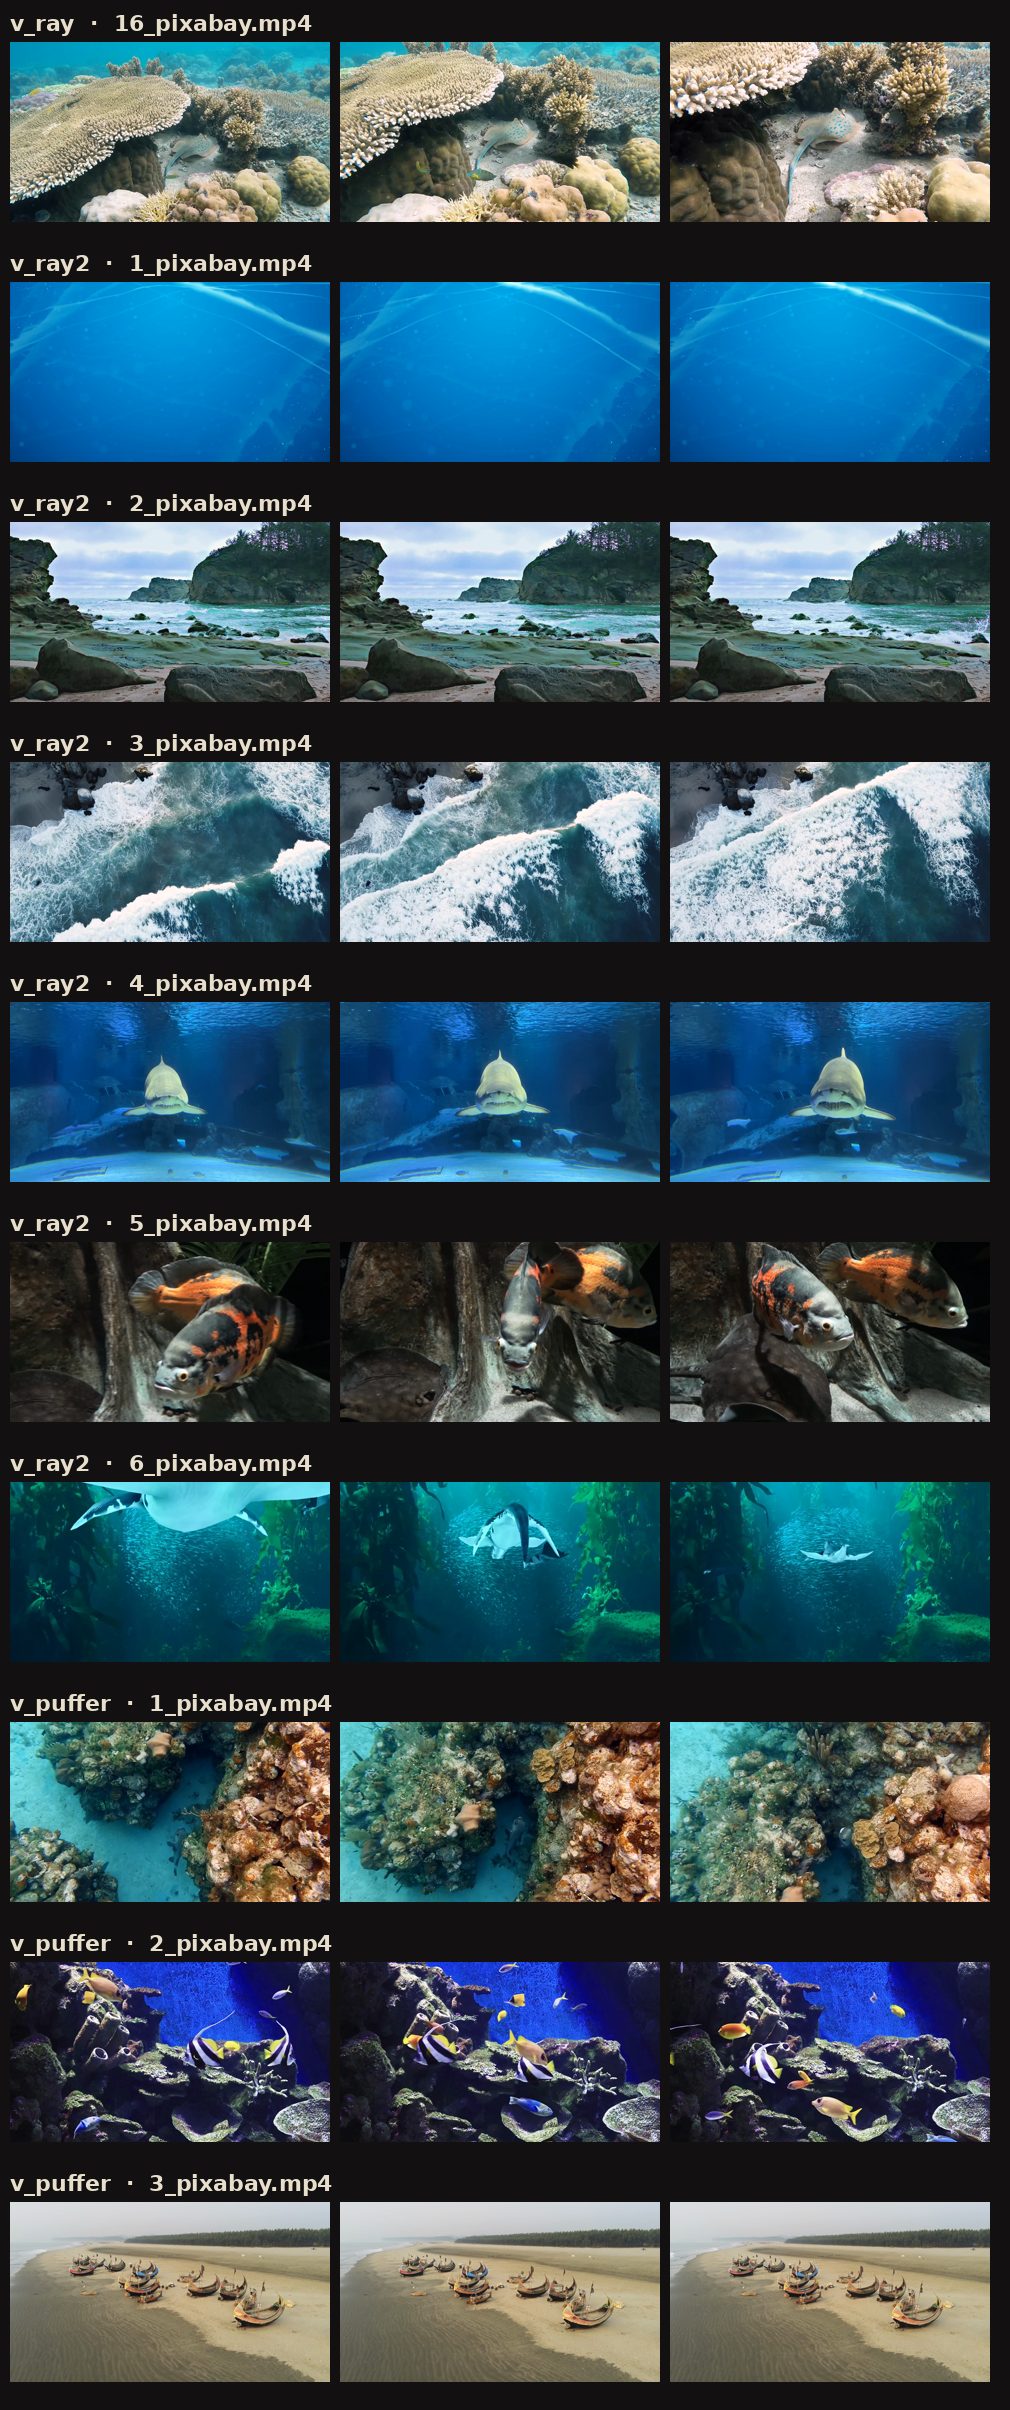 v_ray · 16_pixabay.mp4
v_ray2 · 1_pixabay.mp4
v_ray2 · 2_pixabay.mp4
v_ray2 · 3_pixabay.mp4
v_ray2 · 4_pixabay.mp4
v_ray2 · 5_pixabay.mp4
v_ray2 · 6_pixabay.mp4
v_puffer · 1_pixabay.mp4
v_puffer · 2_pixabay.mp4
v_puffer · 3_pixabay.mp4